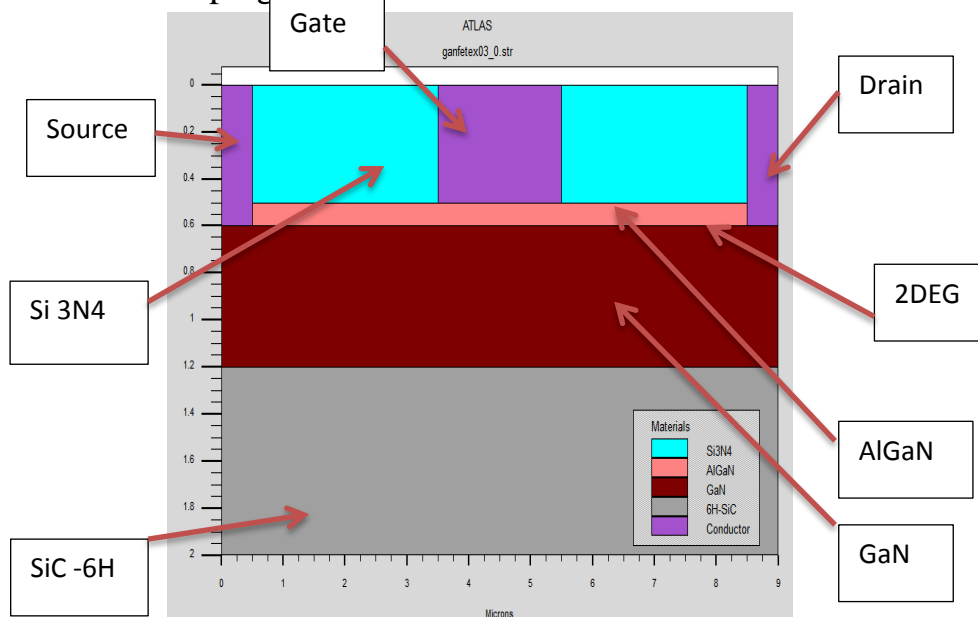 Gate
ATLAS
ganfetex03_0.str
Source
Drain
Si 3N4
2DEG
AlGaN
GaN
SiC -6H
0
0.2
0.4
0.6
0.8
1
1.2
1.4
1.6
1.8
2
Materials
Si3N4
AlGaN
GaN
6H-SiC
Conductor
0 1 2 3 4 5 6 7 8 9
Microns